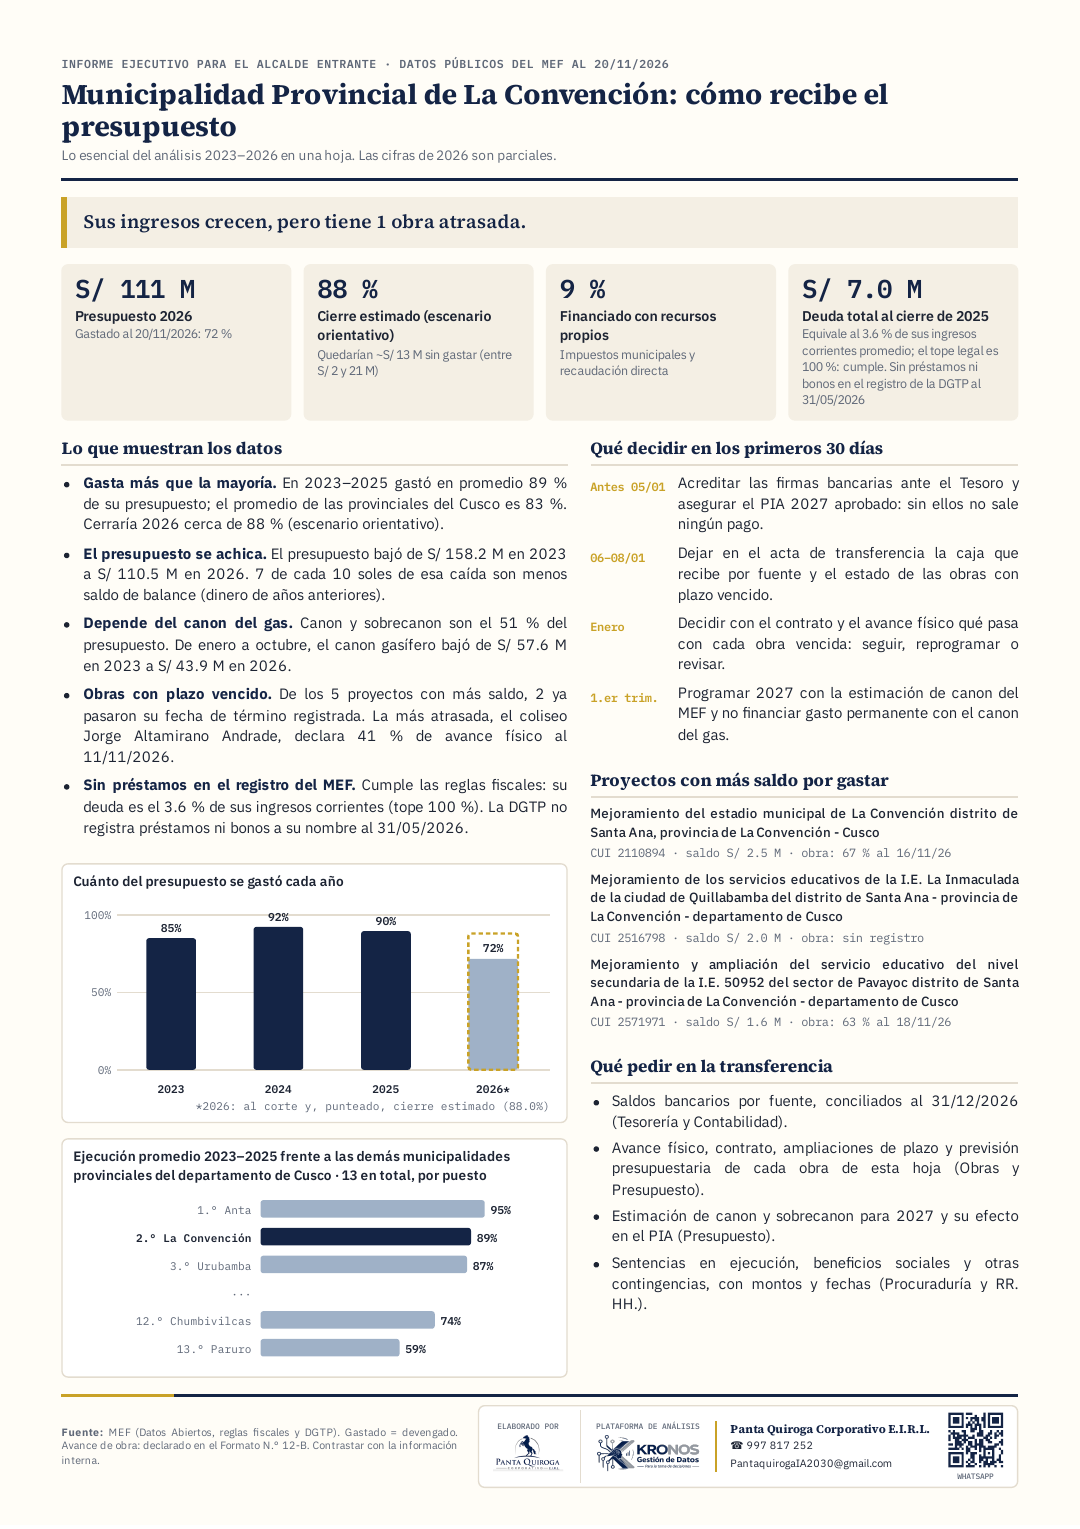 INFORME EJECUTIVO PARA EL ALCALDE ENTRANTE · DATOS PÚBLICOS DEL MEF AL 20/11/2026
Municipalidad Provincial de La Convención: cómo recibe el
presupuesto
Lo esencial del análisis 2023–2026 en una hoja. Las cifras de 2026 son parciales.
Sus ingresos crecen, pero tiene 1 obra atrasada.
S/ 111 M
Presupuesto 2026
Gastado al 20/11/2026: 72 %
88 %
Cierre estimado (escenario
orientativo)
Quedarían ~S/ 13 M sin gastar (entre
S/ 2 y 21 M)
9 %
Financiado con recursos
propios
Impuestos municipales y
recaudación directa
S/ 7.0 M
Deuda total al cierre de 2025
Equivale al 3.6 % de sus ingresos
corrientes promedio; el tope legal es
100 %: cumple. Sin préstamos ni
bonos en el registro de la DGTP al
31/05/2026
Lo que muestran los datos
• Gasta más que la mayoría. En 2023–2025 gastó en promedio 89 %
de su presupuesto; el promedio de las provinciales del Cusco es 83 %.
Cerraría 2026 cerca de 88 % (escenario orientativo).
• El presupuesto se achica. El presupuesto bajó de S/ 158.2 M en 2023
a S/ 110.5 M en 2026. 7 de cada 10 soles de esa caída son menos
saldo de balance (dinero de años anteriores).
• Depende del canon del gas. Canon y sobrecanon son el 51 % del
presupuesto. De enero a octubre, el canon gasífero bajó de S/ 57.6 M
en 2023 a S/ 43.9 M en 2026.
• Obras con plazo vencido. De los 5 proyectos con más saldo, 2 ya
pasaron su fecha de término registrada. La más atrasada, el coliseo
Jorge Altamirano Andrade, declara 41 % de avance físico al
11/11/2026.
• Sin préstamos en el registro del MEF. Cumple las reglas fiscales: su
deuda es el 3.6 % de sus ingresos corrientes (tope 100 %). La DGTP no
registra préstamos ni bonos a su nombre al 31/05/2026.
Cuánto del presupuesto se gastó cada año
100%
50%
0%
85%
92%
90%
72%
2023
2024
2025
2026*
*2026: al corte y, punteado, cierre estimado (88.0%)
Ejecución promedio 2023–2025 frente a las demás municipalidades
provinciales del departamento de Cusco · 13 en total, por puesto
1.º Anta 95%
2.º La Convención 89%
3.º Urubamba 87%
...
12.º Chumbivilcas 74%
13.º Paruro 59%
Qué decidir en los primeros 30 días
Antes 05/01 Acreditar las firmas bancarias ante el Tesoro y
asegurar el PIA 2027 aprobado: sin ellos no sale
ningún pago.
06–08/01 Dejar en el acta de transferencia la caja que
recibe por fuente y el estado de las obras con
plazo vencido.
Enero Decidir con el contrato y el avance físico qué pasa
con cada obra vencida: seguir, reprogramar o
revisar.
1.er trim. Programar 2027 con la estimación de canon del
MEF y no financiar gasto permanente con el canon
del gas.
Proyectos con más saldo por gastar
Mejoramiento del estadio municipal de La Convención distrito de
Santa Ana, provincia de La Convención - Cusco
CUI 2110894 · saldo S/ 2.5 M · obra: 67 % al 16/11/26
Mejoramiento de los servicios educativos de la I.E. La Inmaculada
de la ciudad de Quillabamba del distrito de Santa Ana - provincia de
La Convención - departamento de Cusco
CUI 2516798 · saldo S/ 2.0 M · obra: sin registro
Mejoramiento y ampliación del servicio educativo del nivel
secundaria de la I.E. 50952 del sector de Pavayoc distrito de Santa
Ana - provincia de La Convención - departamento de Cusco
CUI 2571971 · saldo S/ 1.6 M · obra: 63 % al 18/11/26
Qué pedir en la transferencia
• Saldos bancarios por fuente, conciliados al 31/12/2026
(Tesorería y Contabilidad).
• Avance físico, contrato, ampliaciones de plazo y previsión
presupuestaria de cada obra de esta hoja (Obras y
Presupuesto).
• Estimación de canon y sobrecanon para 2027 y su efecto
en el PIA (Presupuesto).
• Sentencias en ejecución, beneficios sociales y otras
contingencias, con montos y fechas (Procuraduría y RR.
HH.).
Fuente: MEF (Datos Abiertos, reglas fiscales y DGTP). Gastado = devengado.
Avance de obra: declarado en el Formato N.º 12-B. Contrastar con la información
interna.
ELABORADO POR
PANTA QUIROGA
PLATAFORMA DE ANÁLISIS
KRONOS
Gestión de Datos
Panta Quiroga Corporativo E.I.R.L.
☎ 997 817 252
PantaquirogaIA2030@gmail.com
WHATSAPP